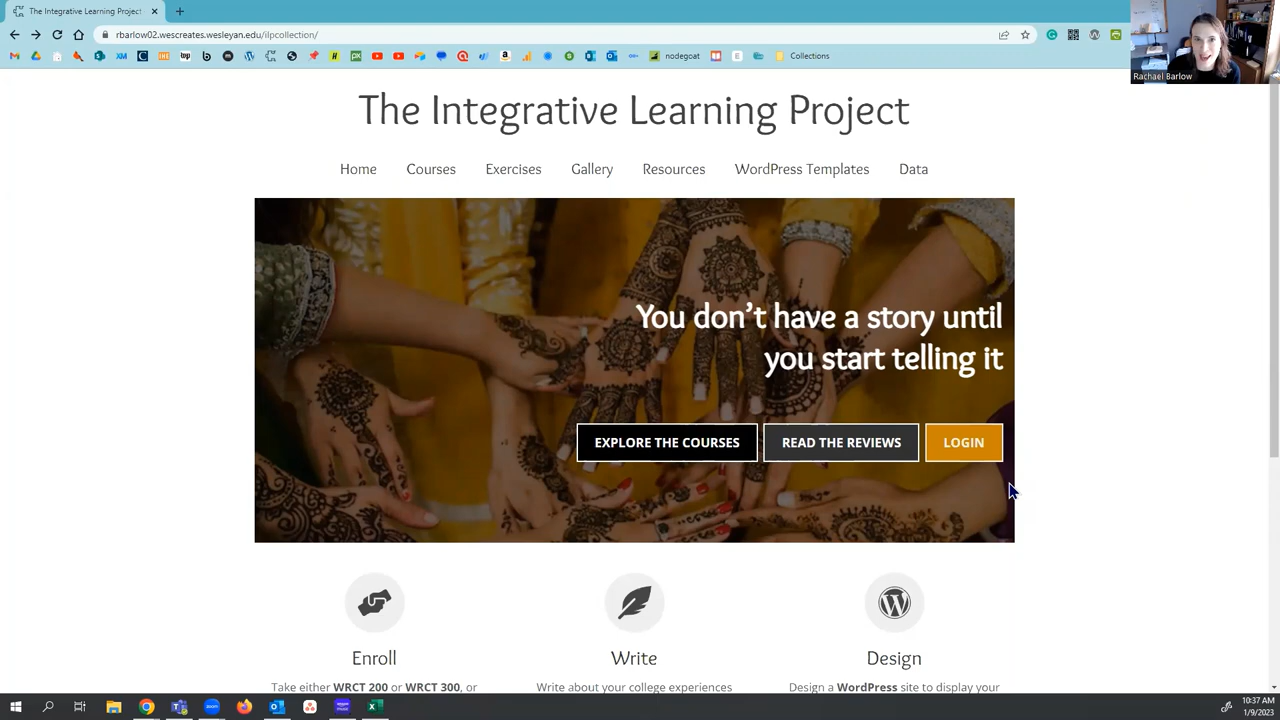 The Integrative Learning Project
rbarlow02.wescreates.wesleyan.edu/ilpcollection/
nodegoat
Collections
Rachael Barlow
The Integrative Learning Project
Home Courses Exercises Gallery Resources WordPress Templates Data
You don't have a story until
you start telling it
EXPLORE THE COURSES READ THE REVIEWS LOGIN
Enroll Write Design
Take either WRCT 200 or WRCT 300, or Write about your college experiences Design a WordPress site to display your
10:37 AM
1/9/2023